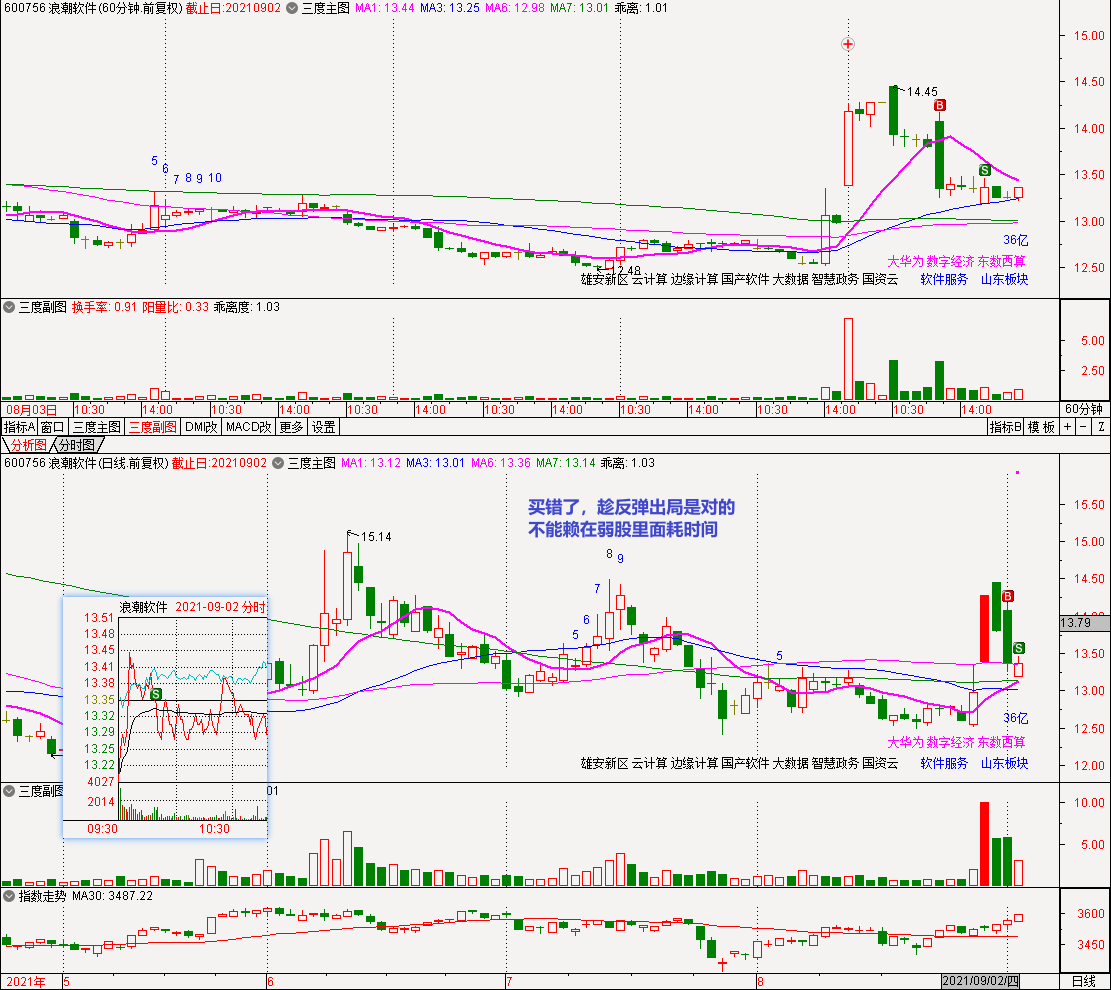 600756 浪潮软件(60分钟.前复权) 截止日:20210902 三度主图 MA1: 13.44 MA3: 13.25 MA6: 12.98 MA7: 13.01 乖离: 1.01
15.00
14.50
14.45
B
14.00
13.50
S
5 6 7 8 9 10
13.00
36亿
大华为 数字经济 东数西算
12.48
12.50
雄安新区 云计算 边缘计算 国产软件 大数据 智慧政务 国资云 软件服务 山东板块
三度副图 换手率: 0.91 阳量比: 0.33 乖离度: 1.03
5.00
2.50
08月03日 10:30 14:00 10:30 14:00 10:30 14:00 10:30 14:00 10:30 14:00 10:30 14:00 10:30 14:00 60分钟
指标A 窗口 三度主图 三度副图 DMI改 MACD改 更多 设置 指标B 模板 + - Z
分析图 分时图
600756 浪潮软件(日线.前复权) 截止日:20210902 三度主图 MA1: 13.12 MA3: 13.01 MA6: 13.36 MA7: 13.14 乖离: 1.03
买错了，趁反弹出局是对的
不能赖在弱股里面耗时间
15.50
15.14
15.00
8 9
14.50
7
B
6
13.79
5
S
13.50
5
13.00
36亿
12.50
大华为 数字经济 东数西算
雄安新区 云计算 边缘计算 国产软件 大数据 智慧政务 国资云 软件服务 山东板块
12.00
浪潮软件 2021-09-02 分时
13.51
13.48
13.45
13.41
13.38
13.35
13.32
13.29
13.25
13.22
S
4027
2014
09:30 10:30
三度副图
01
10.00
5.00
指数走势 MA30: 3487.22
3600
3450
2021年 5 6 7 8 2021/09/02/四 日线